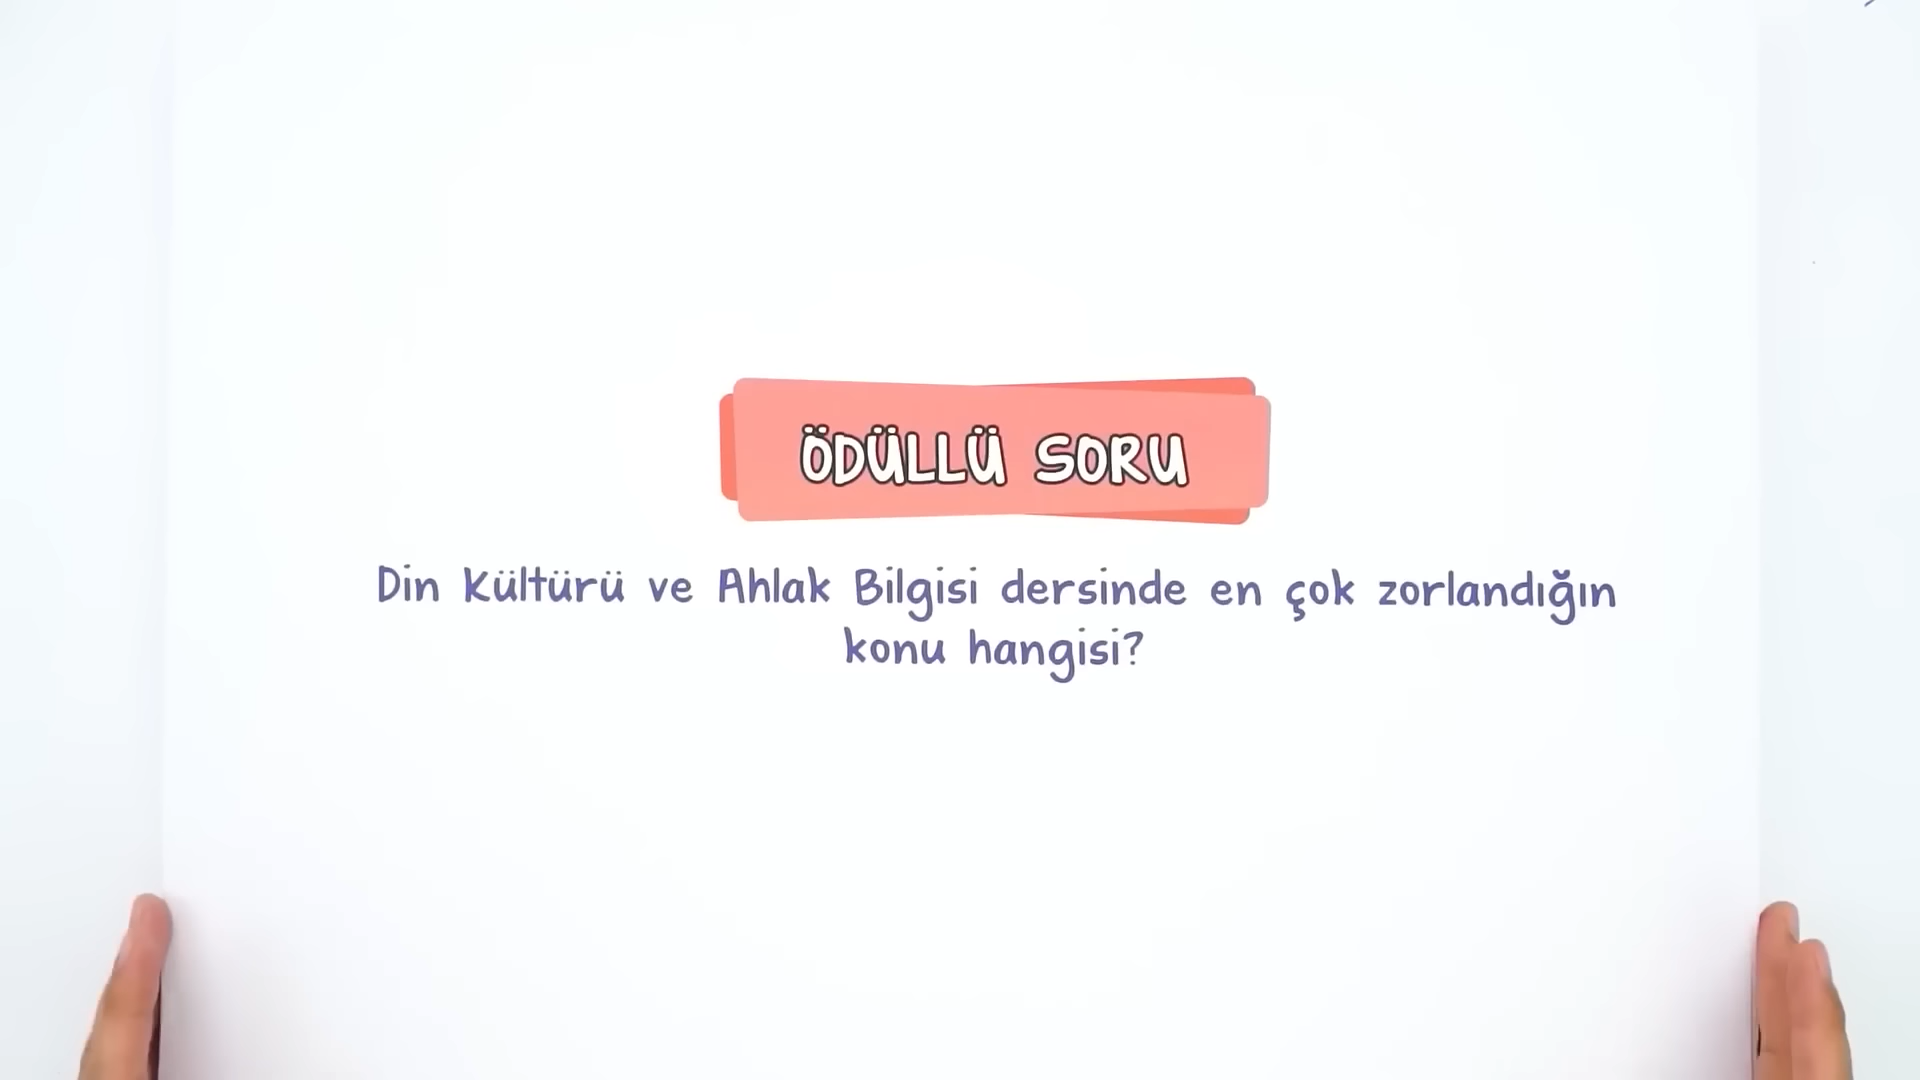 ÖDÜLLÜ SORU
Din Kültürü ve Ahlak Bilgisi dersinde en çok zorlandığın
konu hangisi?